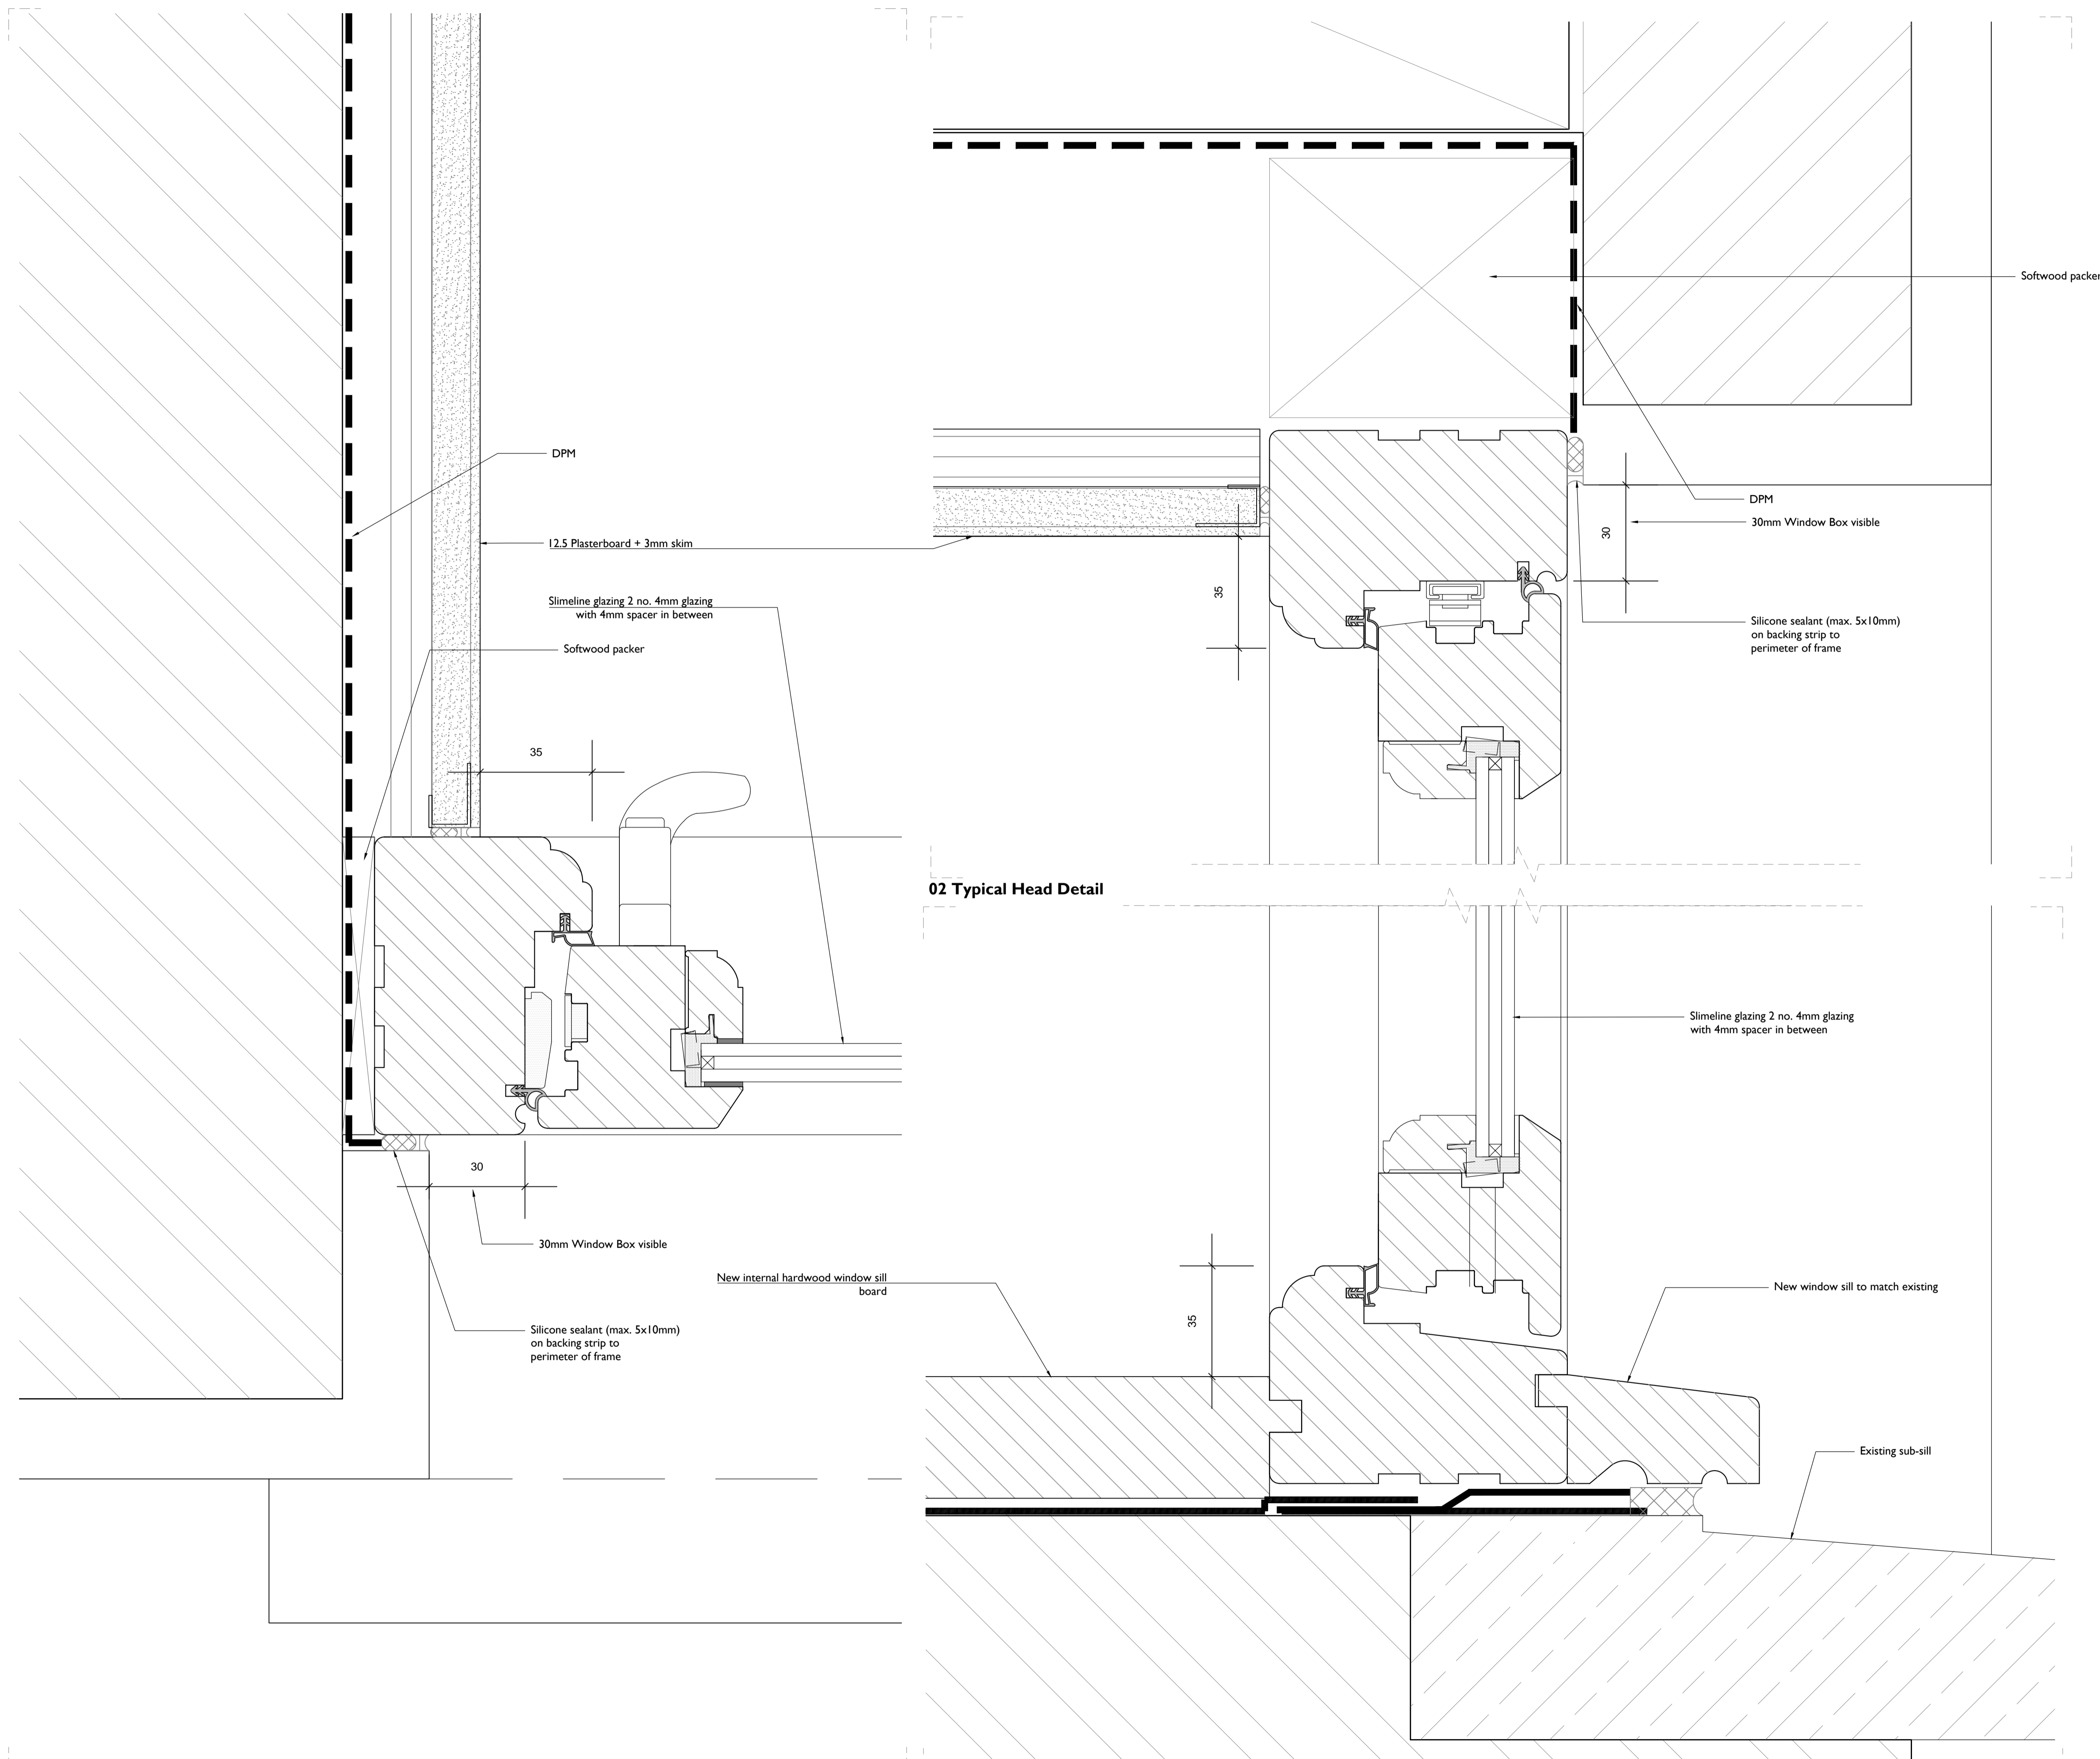 DPM
12.5 Plasterboard + 3mm skim
Slimeline glazing 2 no. 4mm glazing
with 4mm spacer in between
Softwood packer
35
30
30mm Window Box visible
Silicone sealant (max. 5x10mm)
on backing strip to
perimeter of frame
Softwood packer
DPM
30mm Window Box visible
30
35
Silicone sealant (max. 5x10mm)
on backing strip to
perimeter of frame
02 Typical Head Detail
Slimeline glazing 2 no. 4mm glazing
with 4mm spacer in between
New internal hardwood window sill
board
35
New window sill to match existing
Existing sub-sill